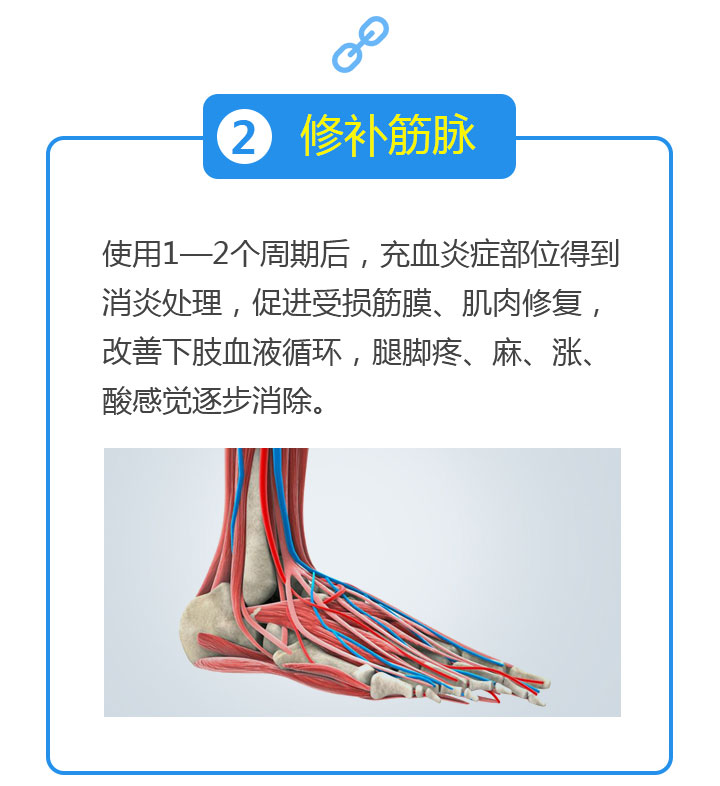 2 修补筋脉
使用1—2个周期后，充血炎症部位得到
消炎处理，促进受损筋膜、肌肉修复，
改善下肢血液循环，腿脚疼、麻、涨、
酸感觉逐步消除。